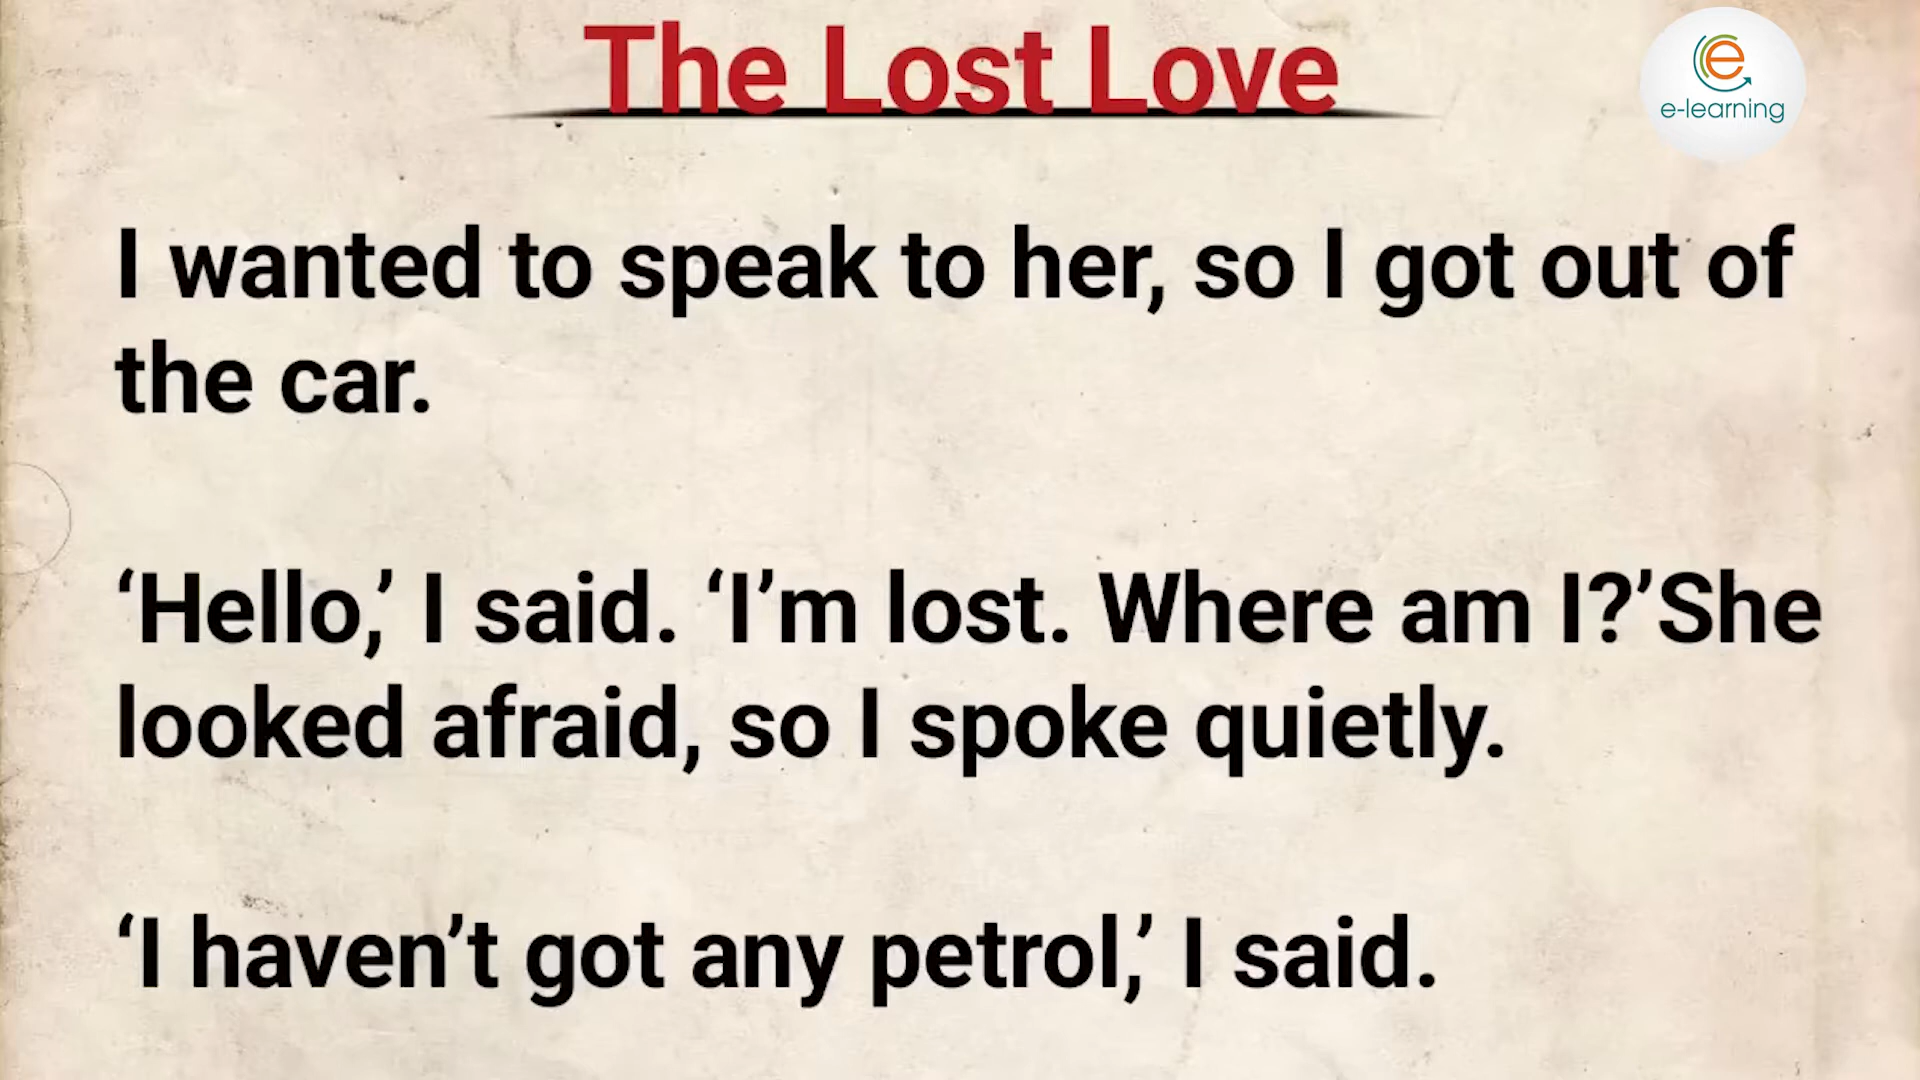 The Lost Love
e
e-learning
I wanted to speak to her, so I got out of
the car.
‘Hello,’ I said. ‘I’m lost. Where am I?’She
looked afraid, so I spoke quietly.
‘I haven’t got any petrol,’ I said.